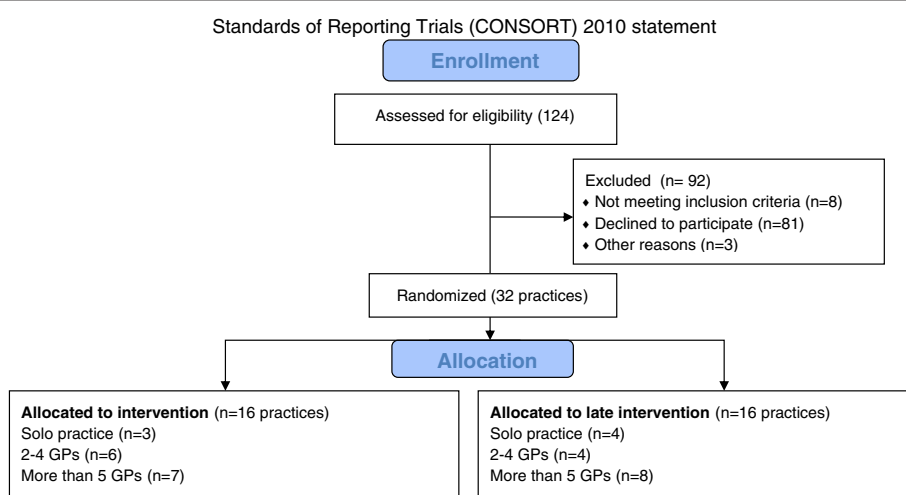 Standards of Reporting Trials (CONSORT) 2010 statement
Enrollment
Assessed for eligibility (124)
Excluded (n= 92)
♦ Not meeting inclusion criteria (n=8)
♦ Declined to participate (n=81)
♦ Other reasons (n=3)
Randomized (32 practices)
Allocation
Allocated to intervention (n=16 practices)
Solo practice (n=3)
2-4 GPs (n=6)
More than 5 GPs (n=7)
Allocated to late intervention (n=16 practices)
Solo practice (n=4)
2-4 GPs (n=4)
More than 5 GPs (n=8)